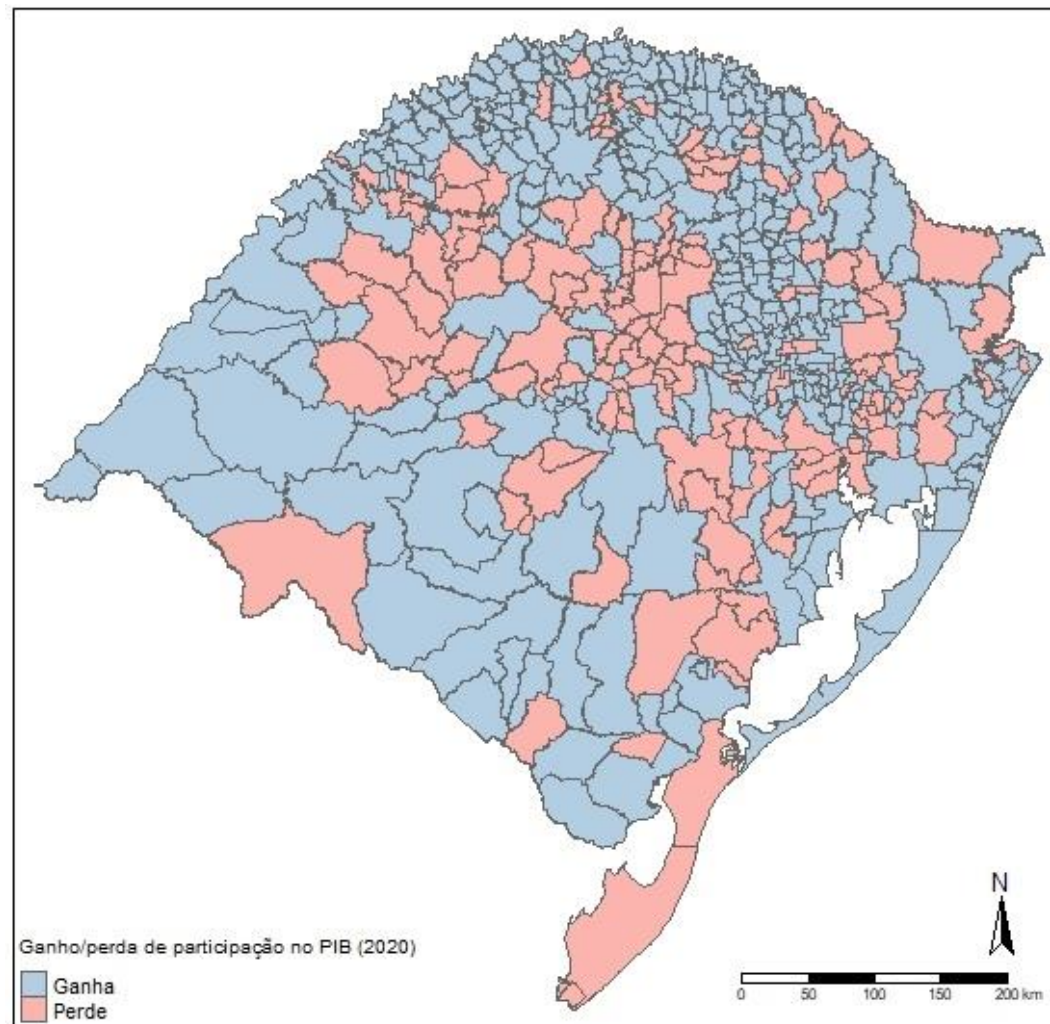 N
Ganho/perda de participação no PIB (2020)
Ganha
Perde
0 50 100 150 200 km